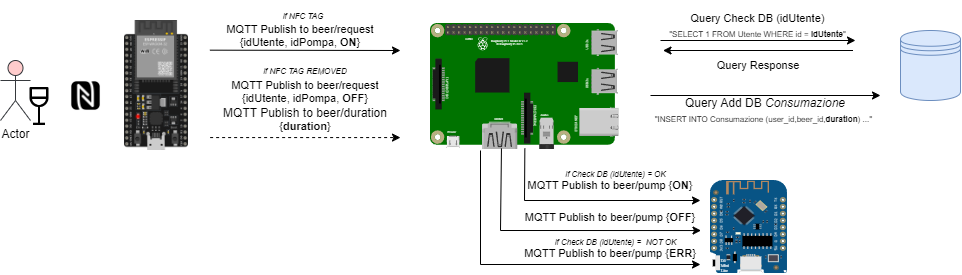 if NFC TAG
MQTT Publish to beer/request
{idUtente, idPompa, ON}
if NFC TAG REMOVED
MQTT Publish to beer/request
{idUtente, idPompa, OFF}
MQTT Publish to beer/duration
{duration}
Actor
Query Check DB (idUtente)
"SELECT 1 FROM Utente WHERE id = idUtente"
Query Response
Query Add DB Consumazione
"INSERT INTO Consumazione (user_id,beer_id,duration) ..."
if Check DB (idUtente) = OK
MQTT Publish to beer/pump {ON}
MQTT Publish to beer/pump {OFF}
if Check DB (idUtente) = NOT OK
MQTT Publish to beer/pump {ERR}